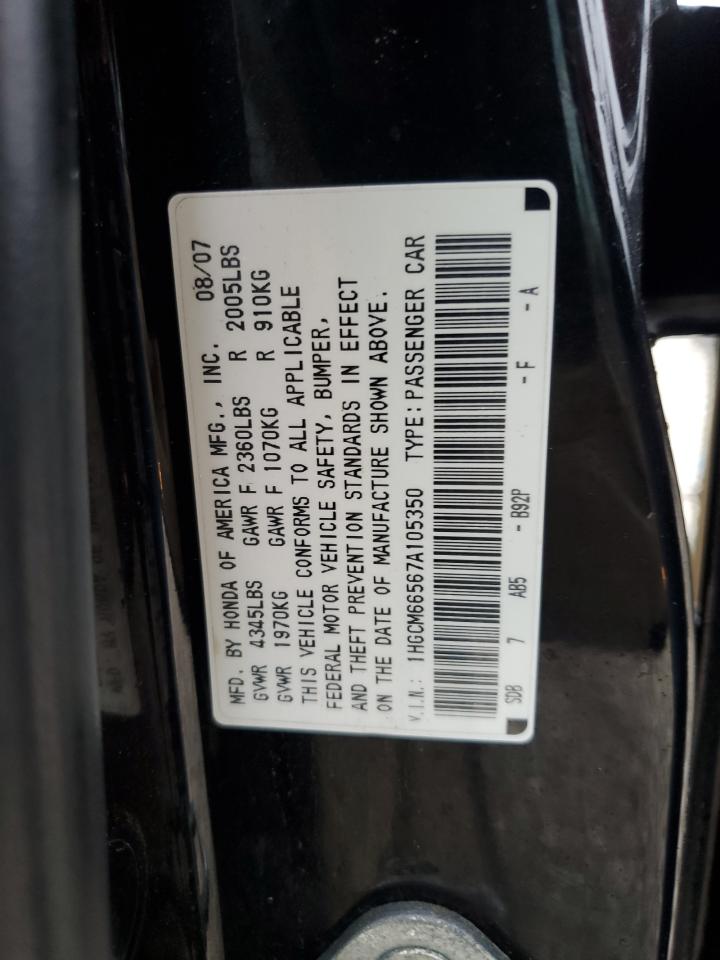 MFD. BY HONDA OF AMERICA MFG., INC. 08/07
GVWR 4345LBS GAWR F 2360LBS R 2005LBS
GVWR 1970KG GAWR F 1070KG R 910KG
THIS VEHICLE CONFORMS TO ALL APPLICABLE
FEDERAL MOTOR VEHICLE SAFETY, BUMPER,
AND THEFT PREVENTION STANDARDS IN EFFECT
ON THE DATE OF MANUFACTURE SHOWN ABOVE.
V.I.N.: 1HGCM66567A105350 TYPE: PASSENGER CAR
SDB 7 AB5 - B92P - F - A